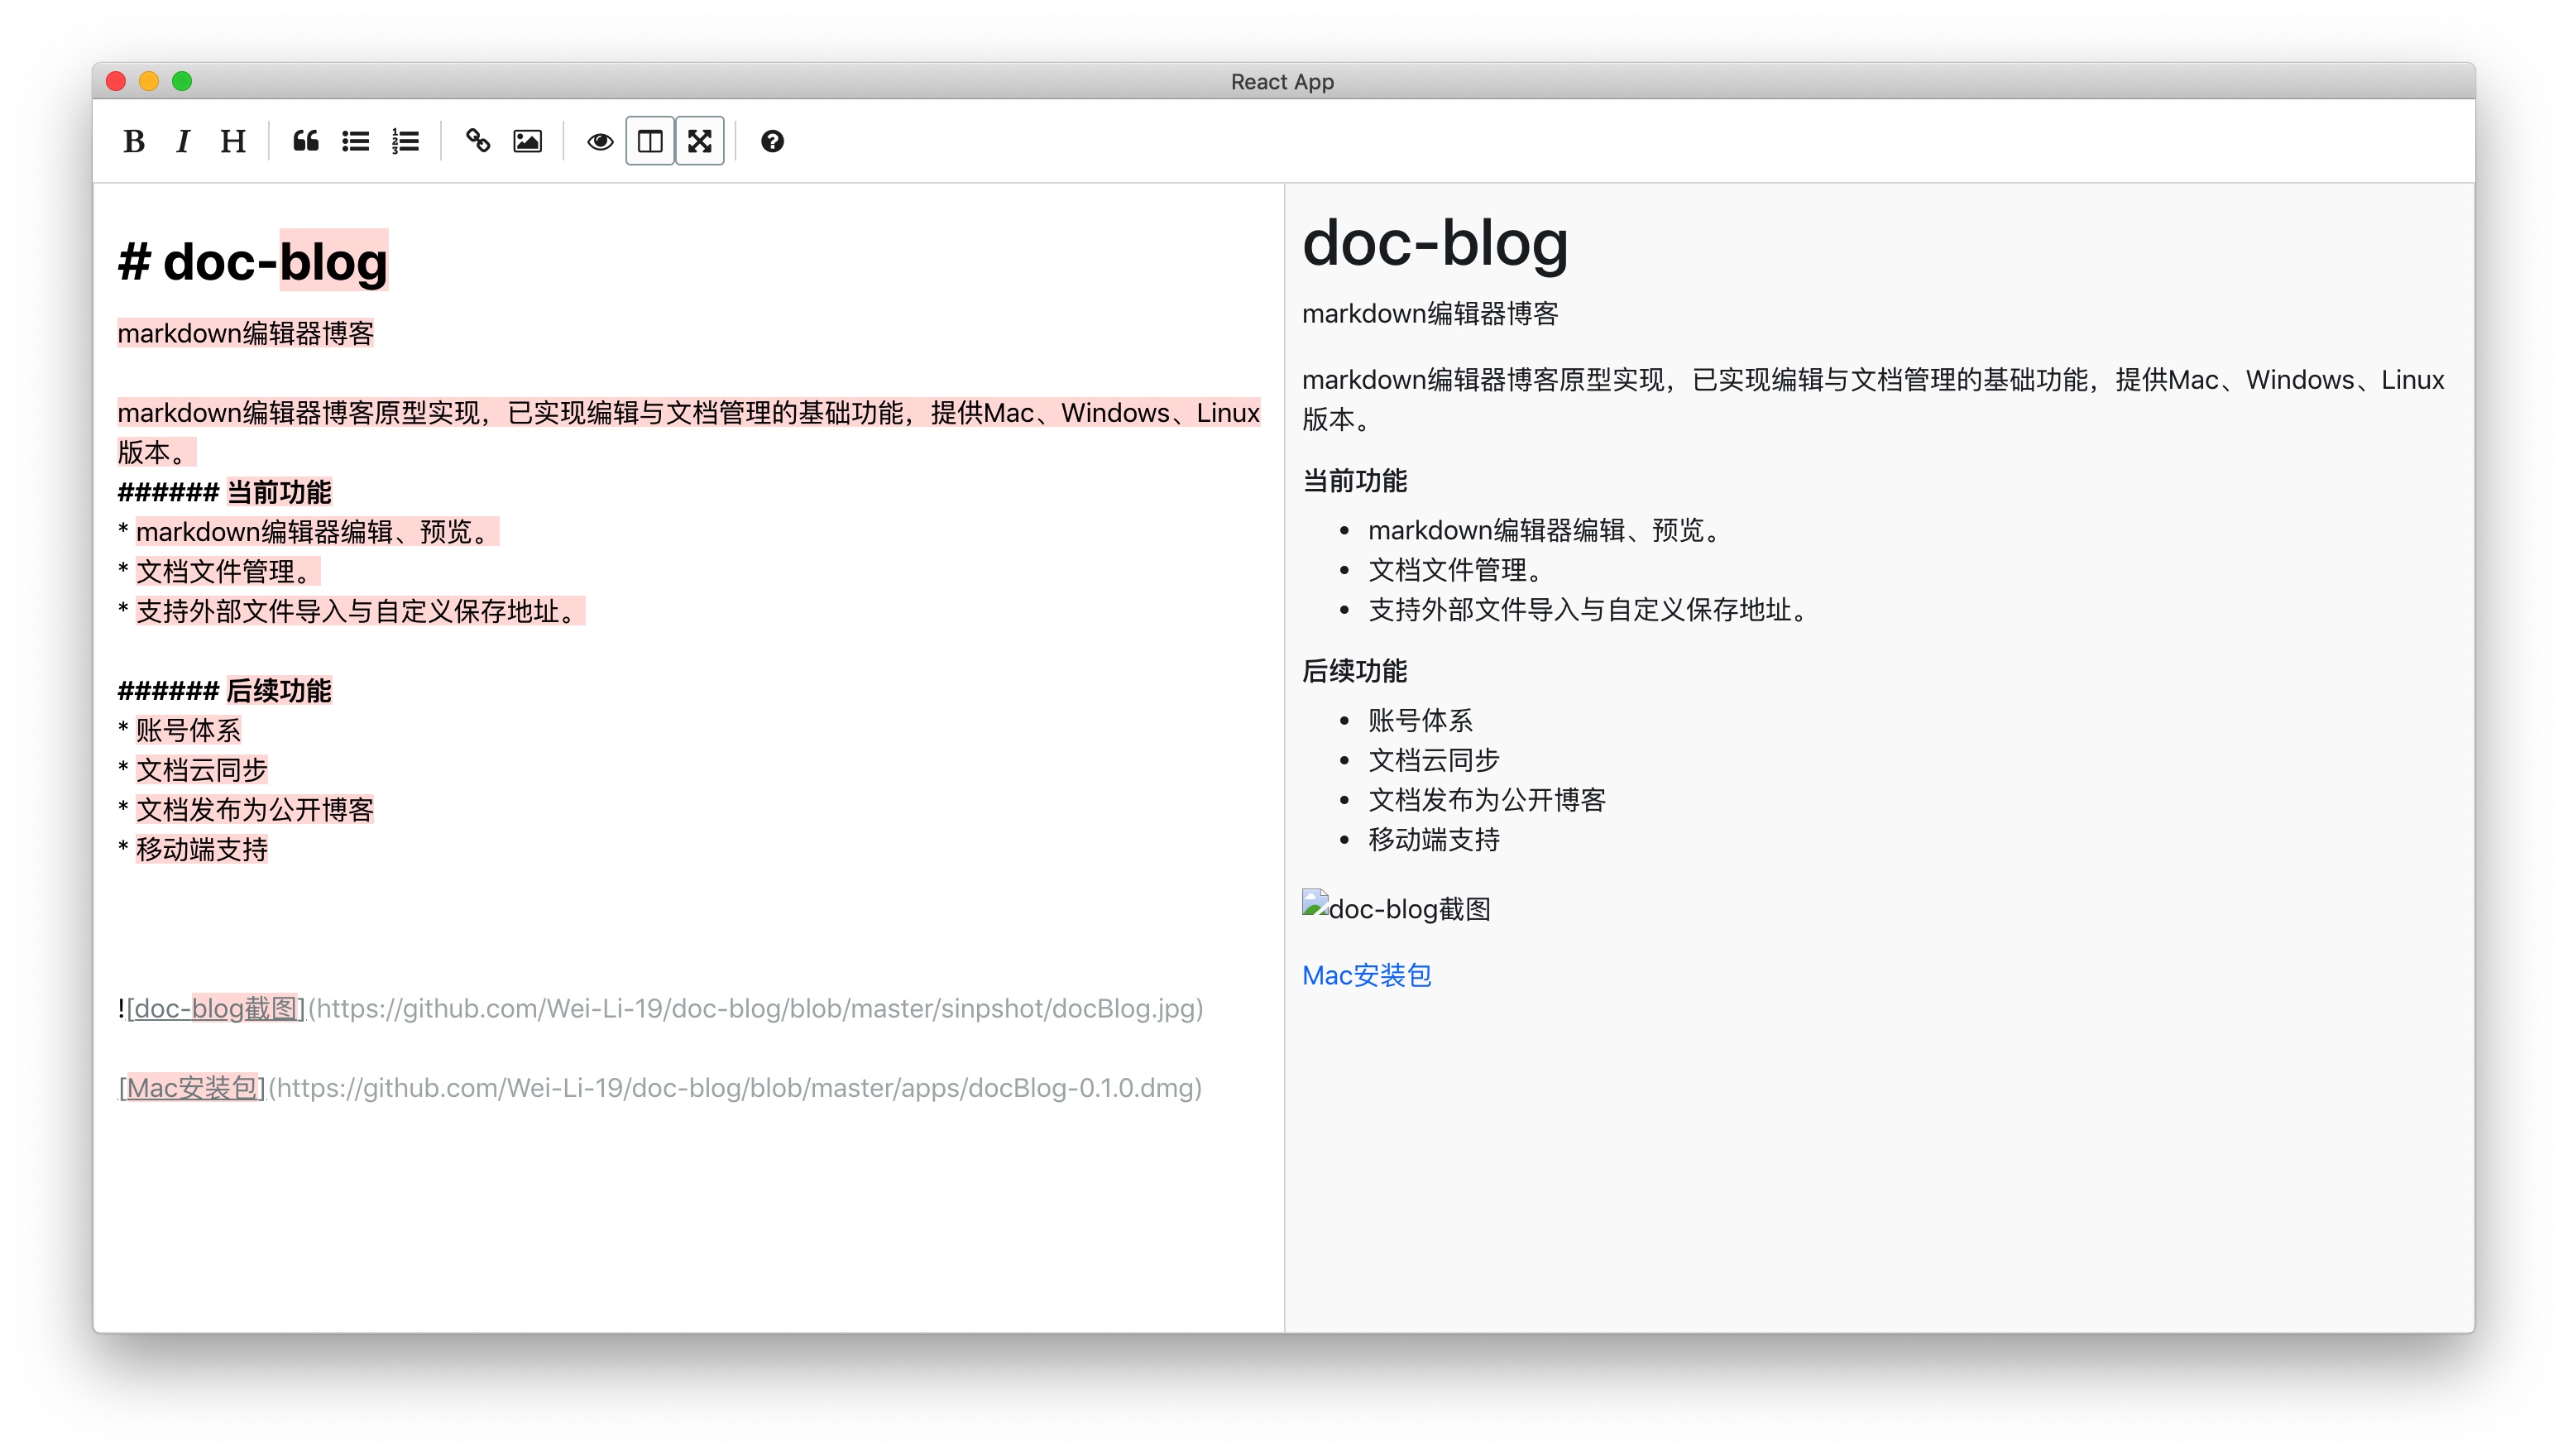 React App
B I H
# doc-blog
markdown编辑器博客
markdown编辑器博客原型实现，已实现编辑与文档管理的基础功能，提供Mac、Windows、Linux
版本。
###### 当前功能
* markdown编辑器编辑、预览。
* 文档文件管理。
* 支持外部文件导入与自定义保存地址。
###### 后续功能
* 账号体系
* 文档云同步
* 文档发布为公开博客
* 移动端支持
![doc-blog截图](https://github.com/Wei-Li-19/doc-blog/blob/master/sinpshot/docBlog.jpg)
[Mac安装包](https://github.com/Wei-Li-19/doc-blog/blob/master/apps/docBlog-0.1.0.dmg)
doc-blog
markdown编辑器博客
markdown编辑器博客原型实现，已实现编辑与文档管理的基础功能，提供Mac、Windows、Linux
版本。
当前功能
• markdown编辑器编辑、预览。
• 文档文件管理。
• 支持外部文件导入与自定义保存地址。
后续功能
• 账号体系
• 文档云同步
• 文档发布为公开博客
• 移动端支持
doc-blog截图
Mac安装包